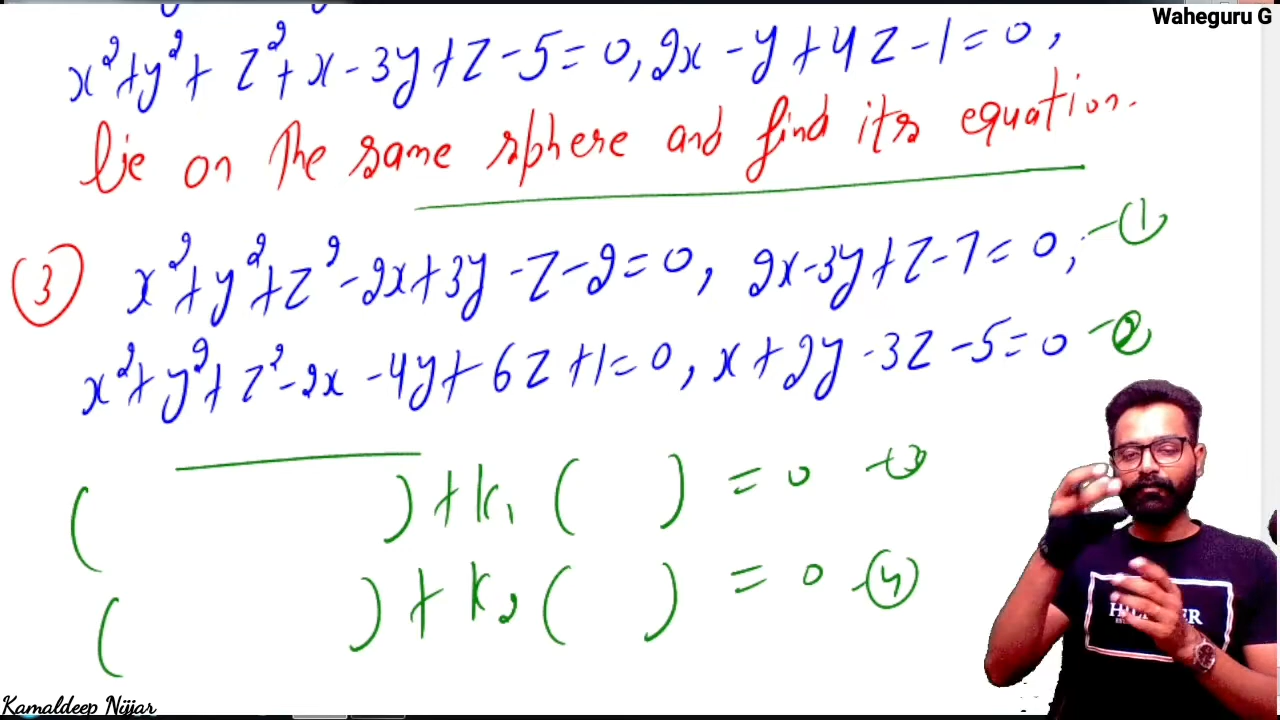 Waheguru G
x²+y²+z²+x-3y+z-5=0, 2x-y+4z-1=0,
lie on the same sphere and find its equation.
③ x²+y²+z²-2x+3y-z-2=0, 2x-3y+z-7=0, -①
x²+y²+z²-2x-4y+6z+1=0, x+2y-3z-5=0 -②
( )+k₁( )=0 -③
( )+k₂( )=0 -④
Kamaldeep Nijjar